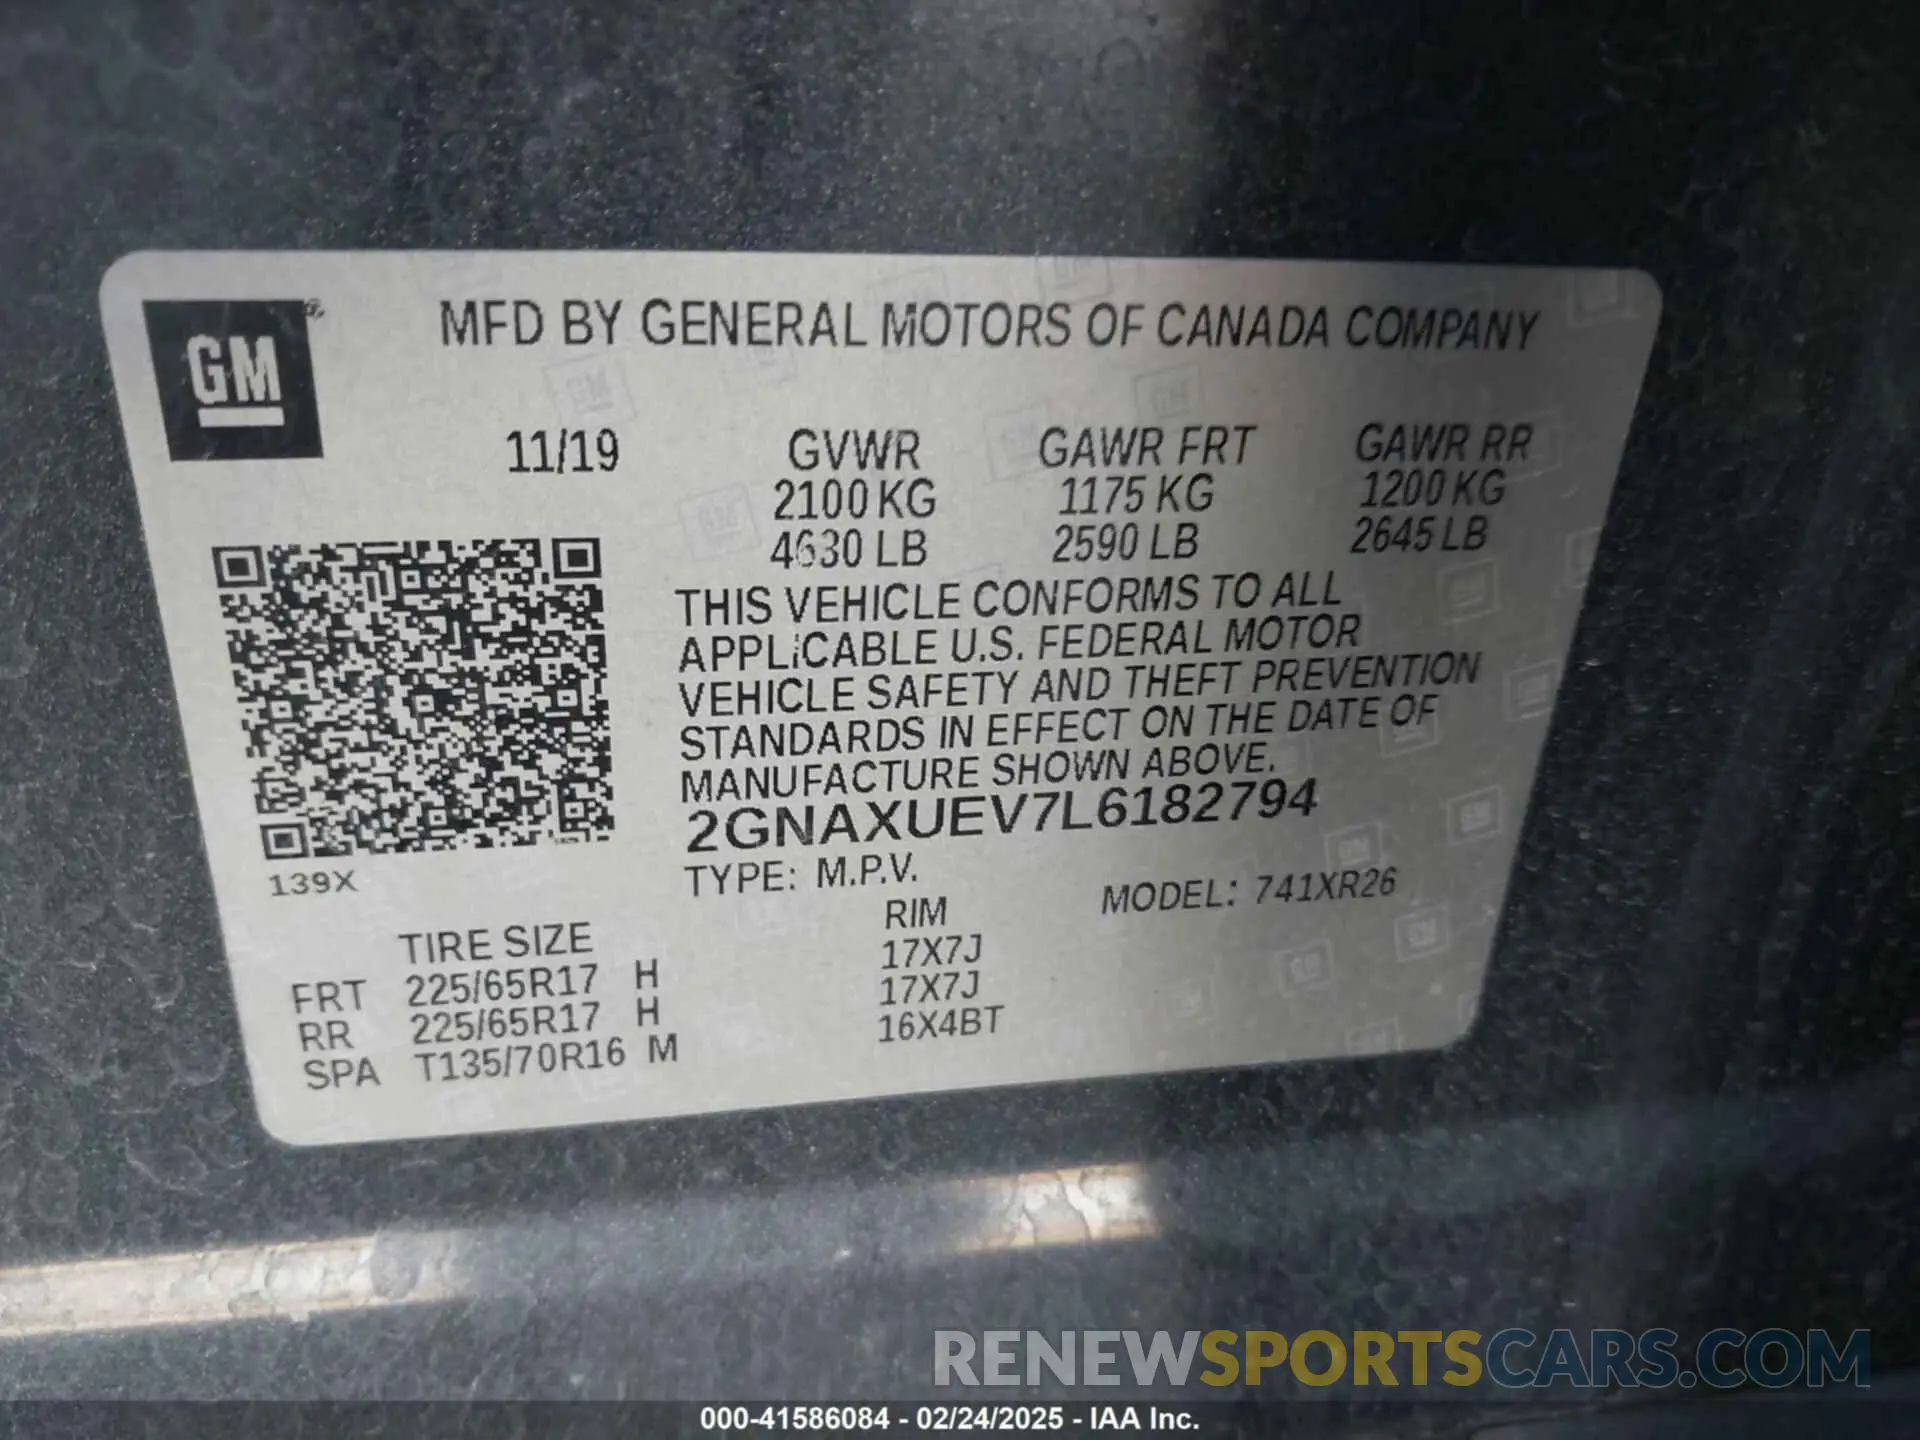 GM
MFD BY GENERAL MOTORS OF CANADA COMPANY
11/19 GVWR GAWR FRT GAWR RR
2100 KG 1175 KG 1200 KG
4630 LB 2590 LB 2645 LB
THIS VEHICLE CONFORMS TO ALL
APPLICABLE U.S. FEDERAL MOTOR
VEHICLE SAFETY AND THEFT PREVENTION
STANDARDS IN EFFECT ON THE DATE OF
MANUFACTURE SHOWN ABOVE.
2GNAXUEV7L6182794
139X
TYPE: M.P.V. MODEL: 741XR26
TIRE SIZE RIM
FRT 225/65R17 H 17X7J
RR 225/65R17 H 17X7J
SPA T135/70R16 M 16X4BT
RENEWSPORTSCARS.COM
000-41586084 - 02/24/2025 - IAA Inc.